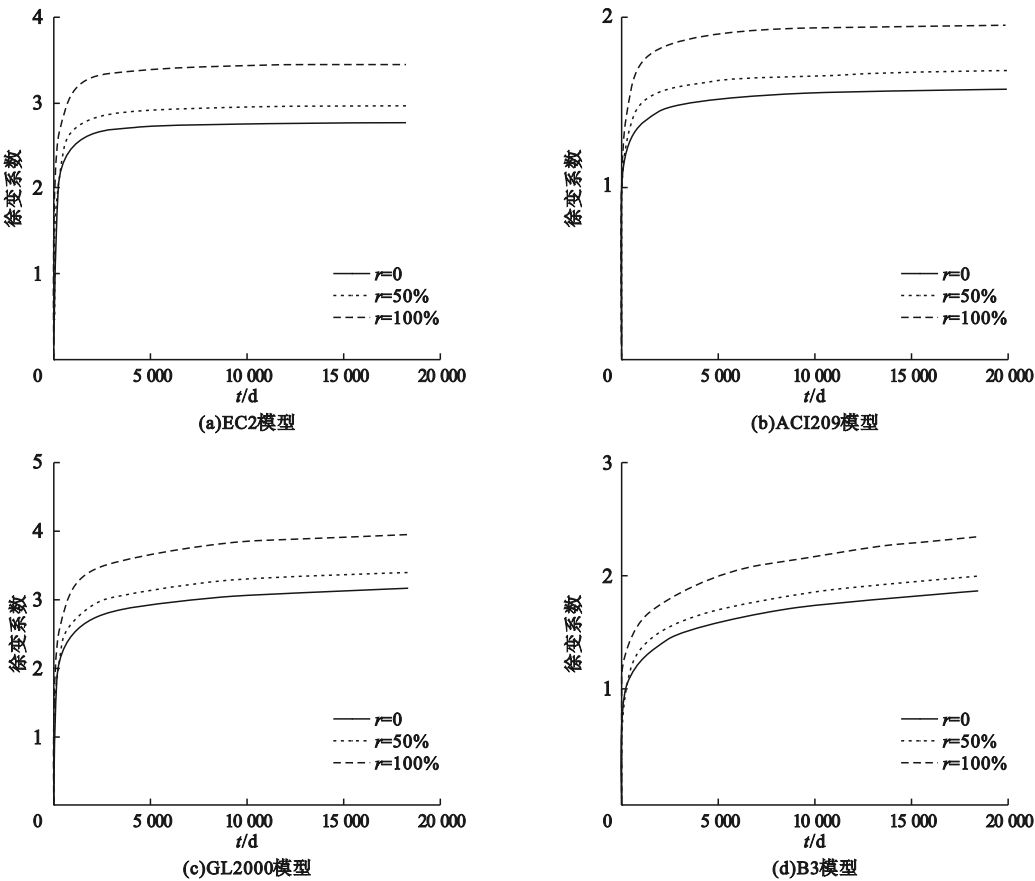 4
3
2
1
徐变系数
r=0
r=50%
r=100%
0
5 000
10 000
15 000
20 000
t/d
(a)EC2模型
2
1
徐变系数
r=0
r=50%
r=100%
0
5 000
10 000
15 000
20 000
t/d
(b)ACI209模型
5
4
3
2
1
徐变系数
r=0
r=50%
r=100%
0
5 000
10 000
15 000
20 000
t/d
(c)GL2000模型
3
2
1
徐变系数
r=0
r=50%
r=100%
0
5 000
10 000
15 000
20 000
t/d
(d)B3模型